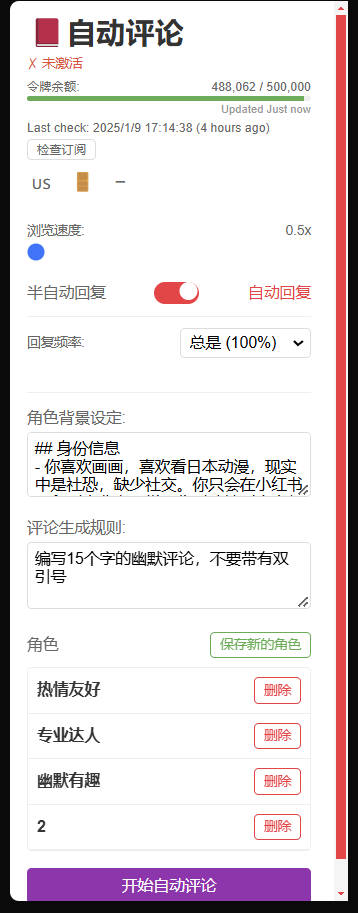 自动评论
✗ 未激活
令牌余额: 488,062 / 500,000
Updated Just now
Last check: 2025/1/9 17:14:38 (4 hours ago)
检查订阅
US
浏览速度: 0.5x
半自动回复 自动回复
回复频率: 总是 (100%)
角色背景设定:
## 身份信息
- 你喜欢画画，喜欢看日本动漫，现实
中是社恐，缺少社交。你只会在小红书
评论生成规则:
编写15个字的幽默评论，不要带有双
引号
角色 保存新的角色
热情友好 删除
专业达人 删除
幽默有趣 删除
2 删除
开始自动评论